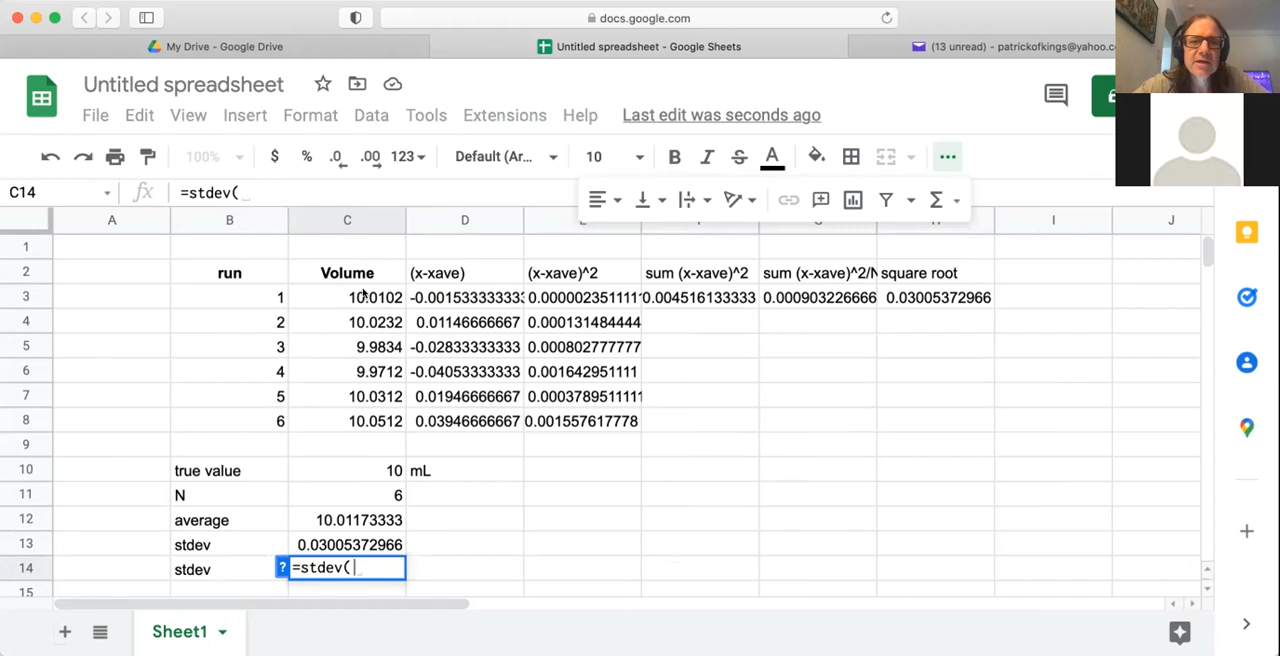 docs.google.com
My Drive - Google Drive
Untitled spreadsheet - Google Sheets
(13 unread) - patrickofkings@yahoo.c
Untitled spreadsheet
File Edit View Insert Format Data Tools Extensions Help Last edit was seconds ago
100% $ % .0 .00 123 Default (Ar... 10 B I S A
C14 fx =stdev(
A B C D I J
1
2 run Volume (x-xave) (x-xave)^2 sum (x-xave)^2 sum (x-xave)^2/N square root
3 1 10.0102 -0.001533333333 0.000002351111 0.004516133333 0.000903226666 0.03005372966
4 2 10.0232 0.01146666667 0.000131484444
5 3 9.9834 -0.02833333333 0.000802777777
6 4 9.9712 -0.04053333333 0.001642951111
7 5 10.0312 0.01946666667 0.000378951111
8 6 10.0512 0.03946666667 0.001557617778
9
10 true value 10 mL
11 N 6
12 average 10.01173333
13 stdev 0.03005372966
14 stdev ? =stdev(
15
Sheet1